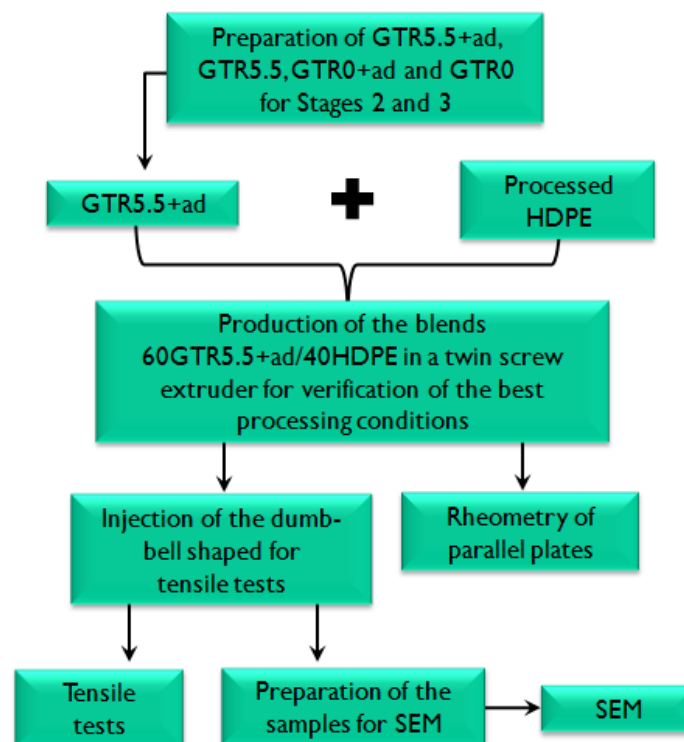 Preparation of GTR5.5+ad,
GTR5.5, GTR0+ad and GTR0
for Stages 2 and 3
GTR5.5+ad
Processed
HDPE
Production of the blends
60GTR5.5+ad/40HDPE in a twin screw
extruder for verification of the best
processing conditions
Injection of the dumb-
bell shaped for
tensile tests
Rheometry of
parallel plates
Tensile
tests
Preparation of the
samples for SEM
SEM